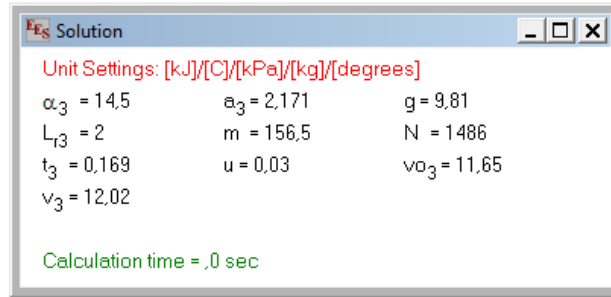 EES Solution
Unit Settings: [kJ]/[C]/[kPa]/[kg]/[degrees]
α3 = 14,5 a3 = 2,171 g = 9,81
Lr3 = 2 m = 156,5 N = 1486
t3 = 0,169 u = 0,03 vo3 = 11,65
v3 = 12,02
Calculation time = ,0 sec